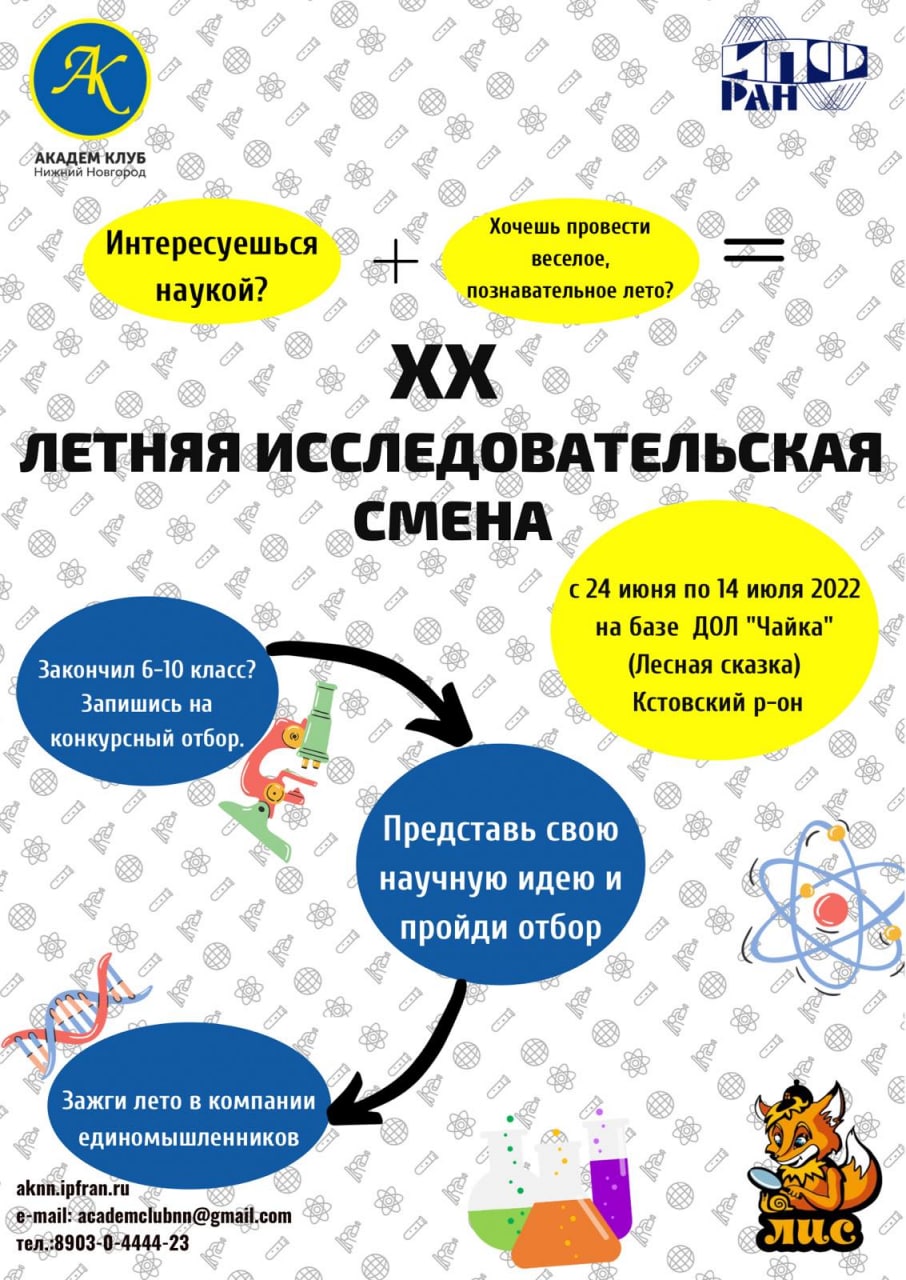 АК
АКАДЕМ КЛУБ
Нижний Новгород
ИПФ
РАН
Интересуешься
наукой?
+
Хочешь провести
веселое,
познавательное лето?
=
XX
ЛЕТНЯЯ ИССЛЕДОВАТЕЛЬСКАЯ
СМЕНА
с 24 июня по 14 июля 2022
на базе ДОЛ "Чайка"
(Лесная сказка)
Кстовский р-он
Закончил 6-10 класс?
Запишись на
конкурсный отбор.
Представь свою
научную идею и
пройди отбор
Зажги лето в компании
единомышленников
aknn.ipfran.ru
e-mail: academclubnn@gmail.com
тел.:8903-0-4444-23
лис